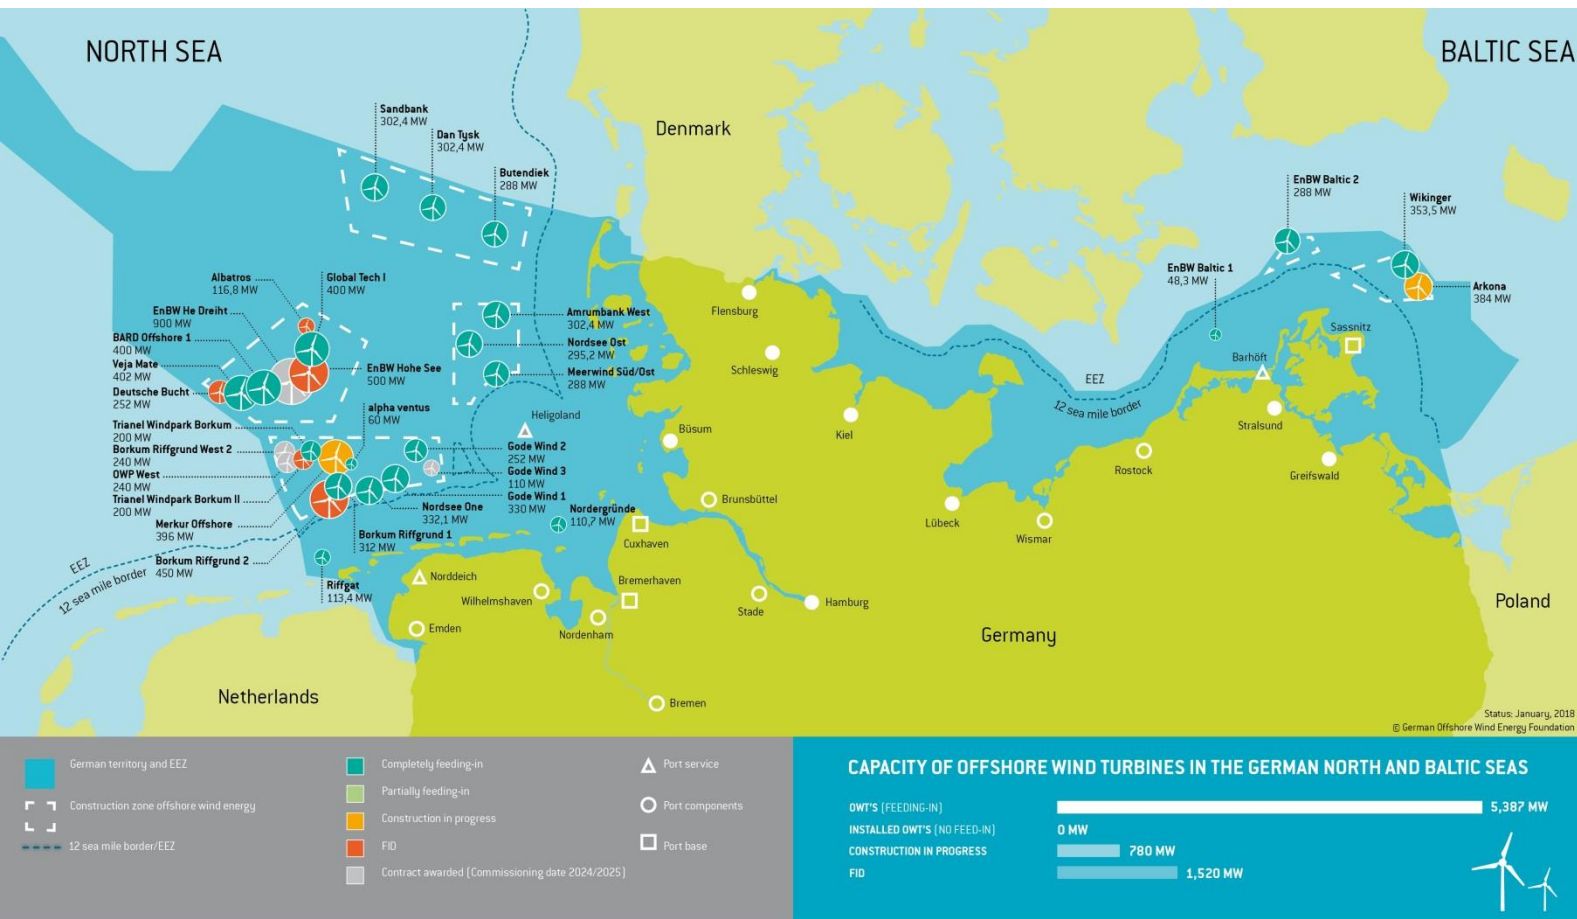 NORTH SEA
BALTIC SEA
Denmark
Sandbank
302,4 MW
Dan Tysk
302,4 MW
Butendiek
288 MW
EnBW Baltic 2
288 MW
Wikinger
353,5 MW
EnBW Baltic 1
48,3 MW
Arkona
384 MW
Albatros
116,8 MW
Global Tech I
400 MW
EnBW He Dreiht
900 MW
BARD Offshore 1
400 MW
Veja Mate
402 MW
Deutsche Bucht
252 MW
EnBW Hohe See
500 MW
alpha ventus
60 MW
Amrumbank West
302,4 MW
Nordsee Ost
295,2 MW
Meerwind Süd/Ost
288 MW
Heligoland
Trianel Windpark Borkum
200 MW
Borkum Riffgrund West 2
240 MW
OWP West
240 MW
Trianel Windpark Borkum II
200 MW
Merkur Offshore
396 MW
Borkum Riffgrund 2
450 MW
Gode Wind 2
252 MW
Gode Wind 3
110 MW
Gode Wind 1
330 MW
Nordsee One
332,1 MW
Borkum Riffgrund 1
312 MW
Nordergründe
110,7 MW
Riffgat
113,4 MW
EEZ
12 sea mile border
EEZ
12 sea mile border
Flensburg
Schleswig
Kiel
Büsum
Brunsbüttel
Cuxhaven
Bremerhaven
Norddeich
Wilhelmshaven
Emden
Nordenham
Stade
Hamburg
Bremen
Lübeck
Wismar
Rostock
Barhöft
Sassnitz
Stralsund
Greifswald
Germany
Netherlands
Poland
Status: January, 2018
© German Offshore Wind Energy Foundation
German territory and EEZ
Construction zone offshore wind energy
12 sea mile border/EEZ
Completely feeding-in
Partially feeding-in
Construction in progress
FID
Contract awarded (Commissioning date 2024/2025)
Port service
Port components
Port base
CAPACITY OF OFFSHORE WIND TURBINES IN THE GERMAN NORTH AND BALTIC SEAS
OWT'S (FEEDING-IN) 5,387 MW
INSTALLED OWT'S (NO FEED-IN) 0 MW
CONSTRUCTION IN PROGRESS 780 MW
FID 1,520 MW